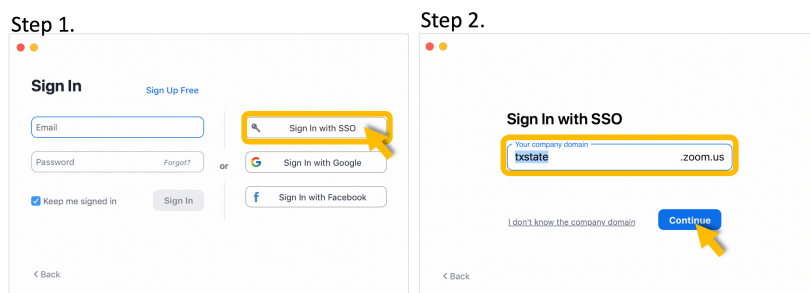 Step 1.
Sign In
Sign Up Free
Email
Password
Forgot?
Keep me signed in
Sign In
or
Sign In with SSO
Sign In with Google
Sign In with Facebook
< Back
Step 2.
Sign In with SSO
Your company domain
txstate .zoom.us
I don't know the company domain
Continue
< Back